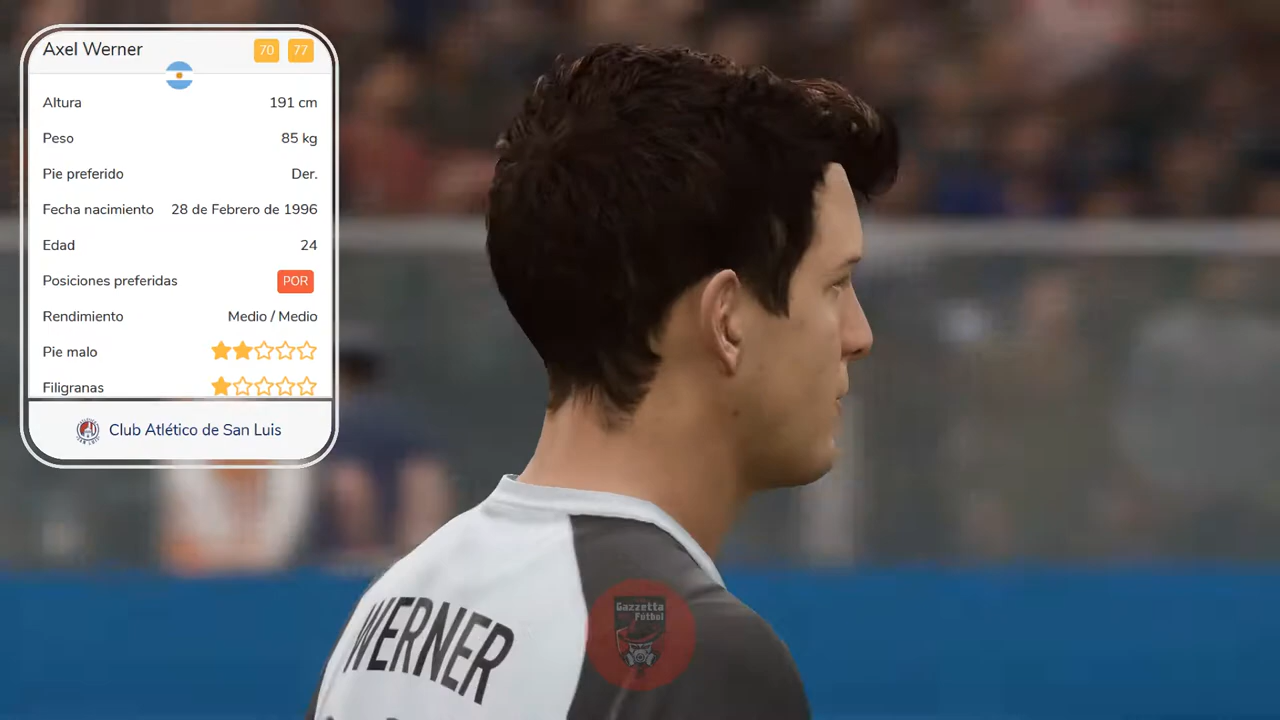 Axel Werner 70 77
Altura 191 cm
Peso 85 kg
Pie preferido Der.
Fecha nacimiento 28 de Febrero de 1996
Edad 24
Posiciones preferidas POR
Rendimiento Medio / Medio
Pie malo
Filigranas
Club Atlético de San Luis
WERNER
Gazzetta
Fútbol